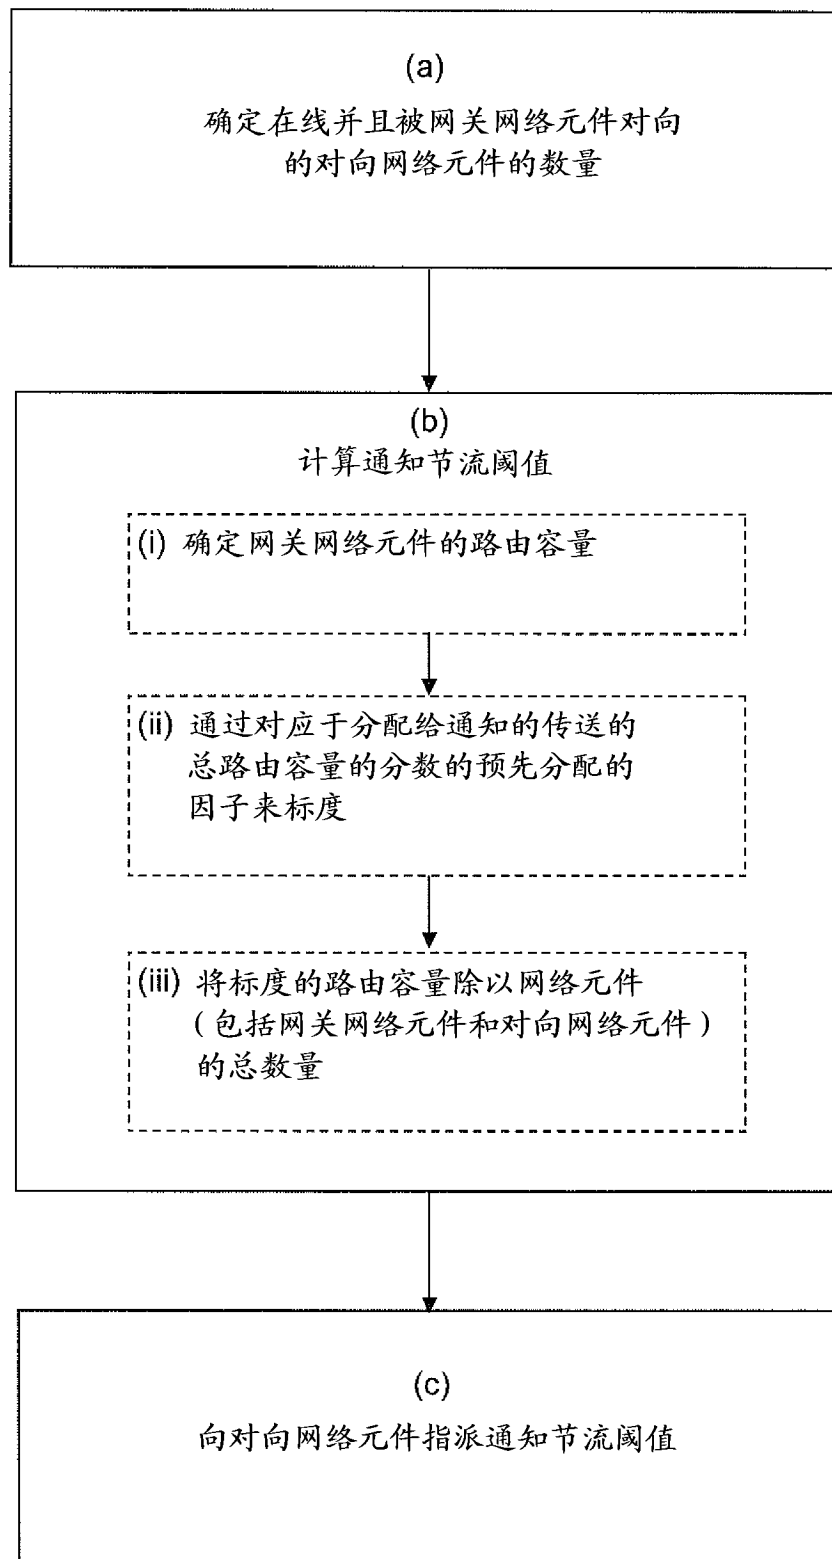 (a)
确定在线并且被网关网络元件对向
的对向网络元件的数量
(b)
计算通知节流阈值
(i) 确定网关网络元件的路由容量
(ii) 通过对应于分配给通知的传送的
总路由容量的分数的预先分配的
因子来标度
(iii) 将标度的路由容量除以网络元件
(包括网关网络元件和对向网络元件)
的总数量
(c)
向对向网络元件指派通知节流阈值